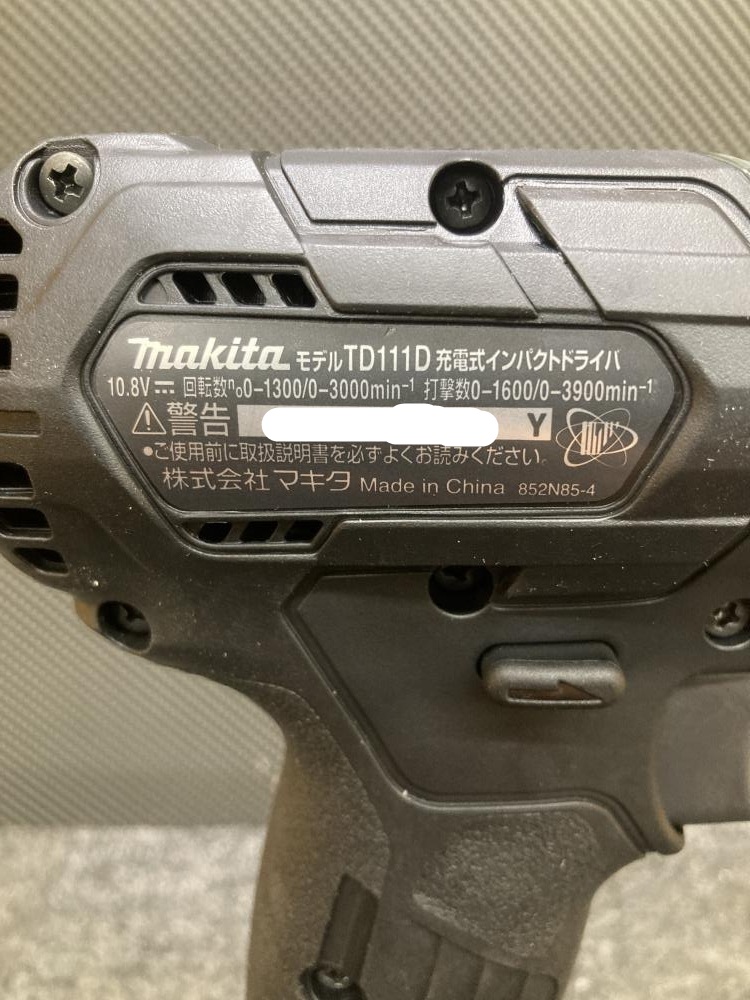 makita モデルTD111D 充電式インパクトドライバ
10.8V⎓ 回転数n₀0-1300/0-3000min⁻¹ 打撃数0-1600/0-3900min⁻¹
⚠警告 Y
•ご使用前に取扱説明書を必ずよくお読みください。
株式会社マキタ Made in China 852N85-4